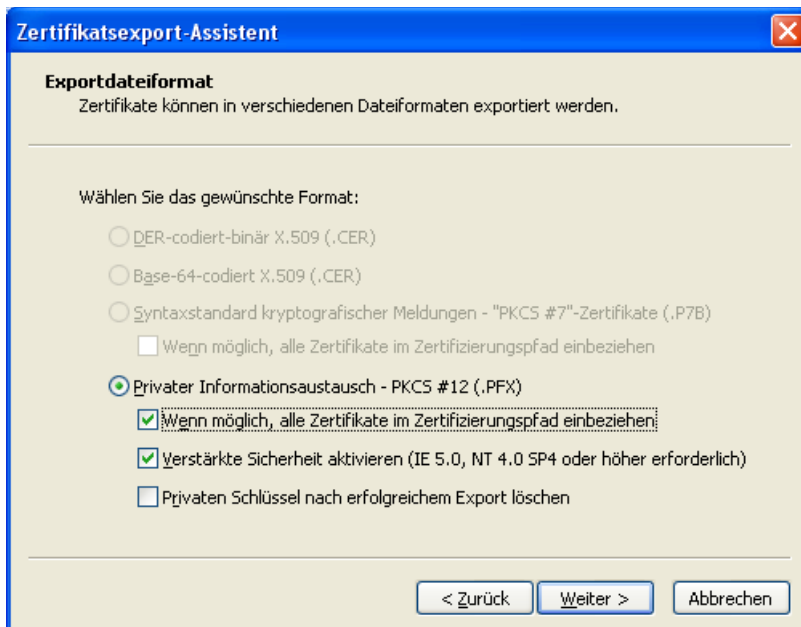 Zertifikatsexport-Assistent
Exportdateiformat
Zertifikate können in verschiedenen Dateiformaten exportiert werden.
Wählen Sie das gewünschte Format:
DER-codiert-binär X.509 (.CER)
Base-64-codiert X.509 (.CER)
Syntaxstandard kryptografischer Meldungen - "PKCS #7"-Zertifikate (.P7B)
Wenn möglich, alle Zertifikate im Zertifizierungspfad einbeziehen
Privater Informationsaustausch - PKCS #12 (.PFX)
Wenn möglich, alle Zertifikate im Zertifizierungspfad einbeziehen
Verstärkte Sicherheit aktivieren (IE 5.0, NT 4.0 SP4 oder höher erforderlich)
Privaten Schlüssel nach erfolgreichem Export löschen
< Zurück Weiter > Abbrechen